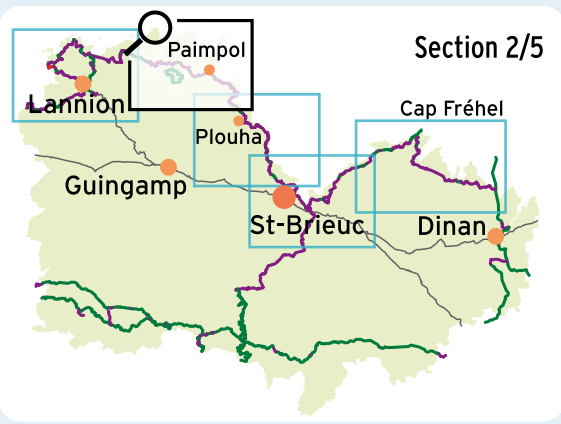 Section 2/5
Paimpol
Lannion
Cap Fréhel
Plouha
Guingamp
St-Brieuc
Dinan